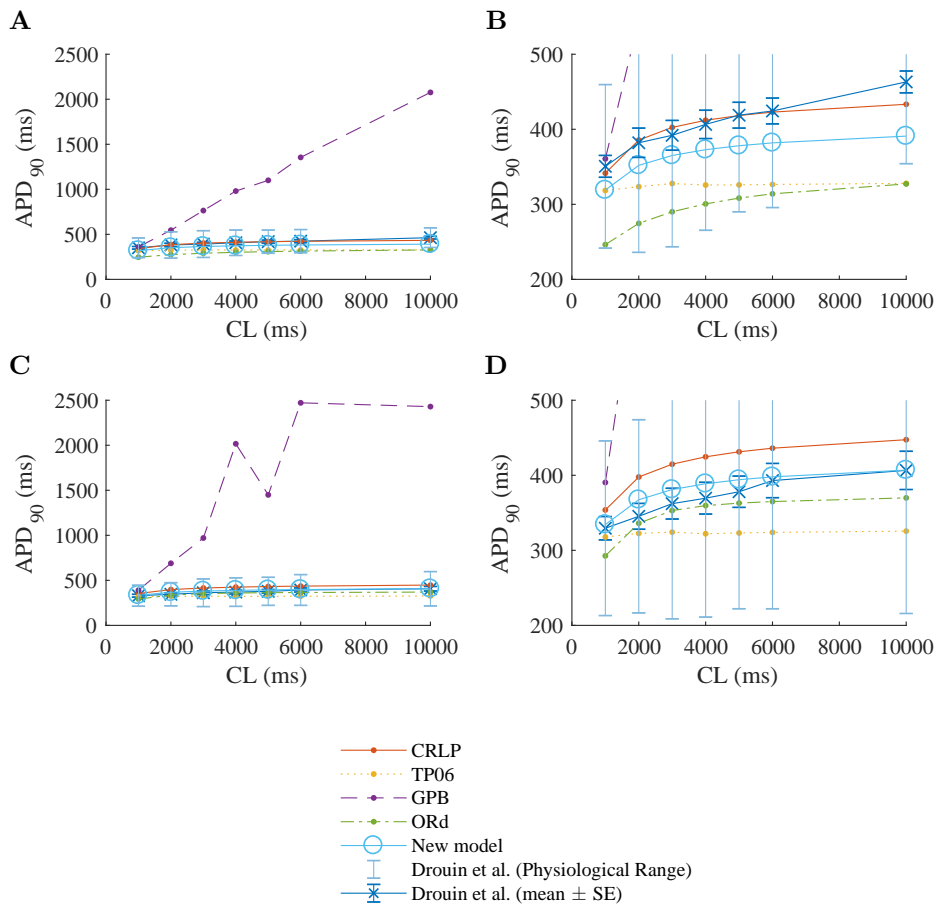 A
B
2500
2000
1500
1000
500
0
APD90 (ms)
0 2000 4000 6000 8000 10000
CL (ms)
500
400
300
200
APD90 (ms)
0 2000 4000 6000 8000 10000
CL (ms)
C
D
2500
2000
1500
1000
500
0
APD90 (ms)
0 2000 4000 6000 8000 10000
CL (ms)
500
400
300
200
APD90 (ms)
0 2000 4000 6000 8000 10000
CL (ms)
CRLP
TP06
GPB
ORd
New model
Drouin et al. (Physiological Range)
Drouin et al. (mean ± SE)